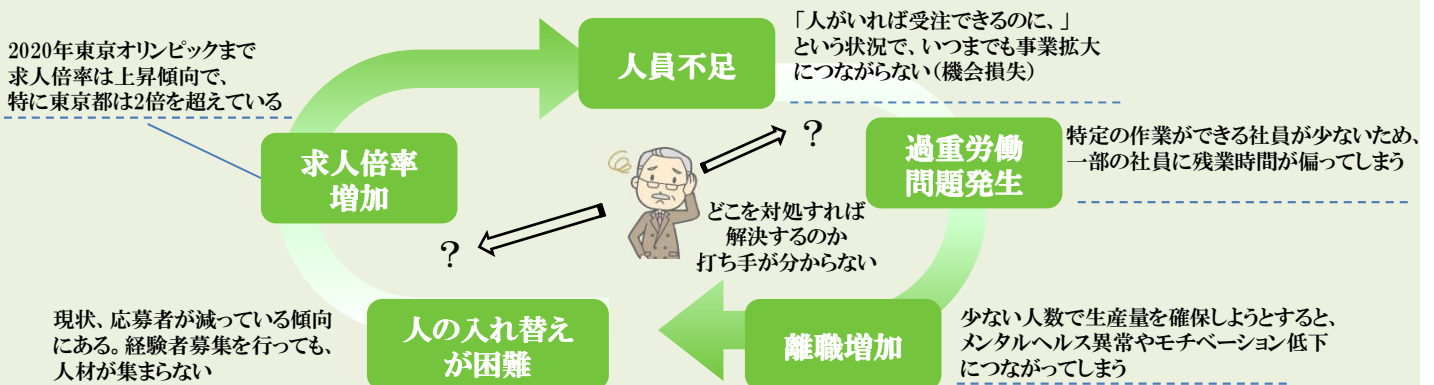 2020年東京オリンピックまで
求人倍率は上昇傾向で、
特に東京都は2倍を超えている
人員不足
「人がいれば受注できるのに、」
という状況で、いつまでも事業拡大
につながらない(機会損失)
?
過重労働
問題発生
特定の作業ができる社員が少ないため、
一部の社員に残業時間が偏ってしまう
求人倍率
増加
どこを対処すれば
解決するのか
打ち手が分からない
?
現状、応募者が減っている傾向
にある。経験者募集を行っても、
人材が集まらない
人の入れ替え
が困難
離職増加
少ない人数で生産量を確保しようとすると、
メンタルヘルス異常やモチベーション低下
につながってしまう